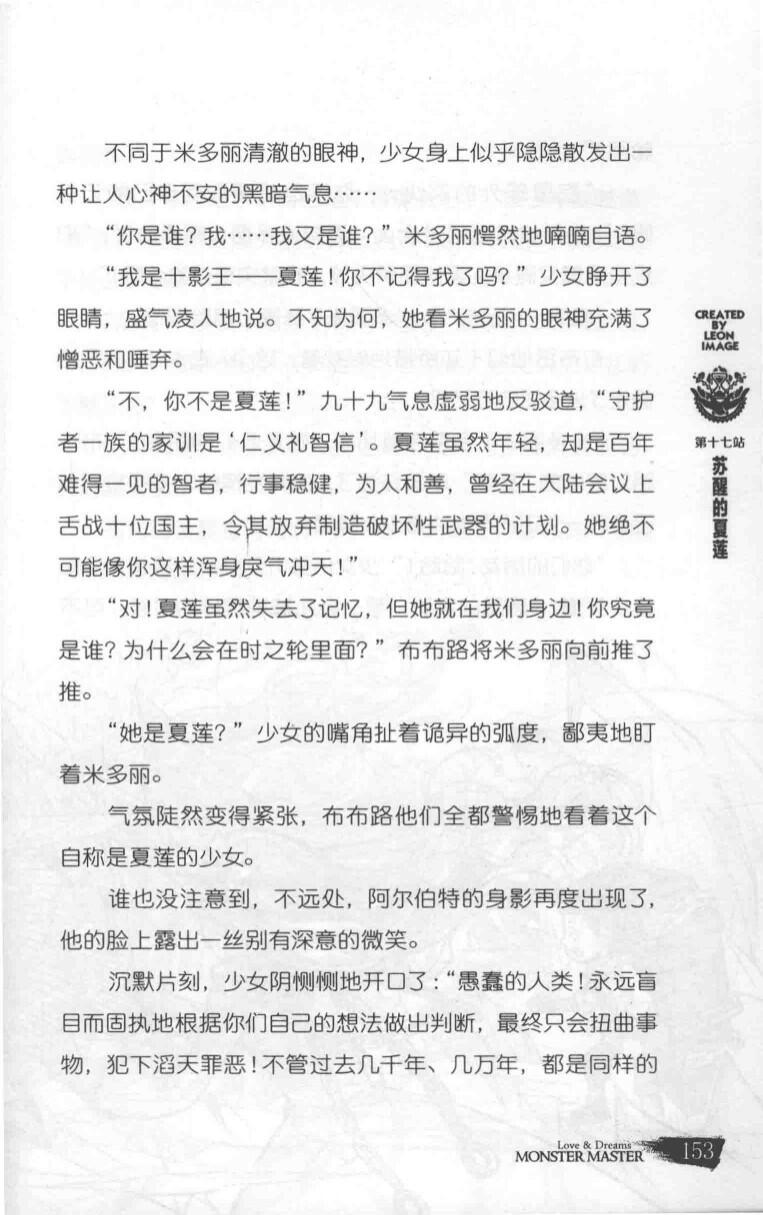 不同于米多丽清澈的眼神，少女身上似乎隐隐散发出一
种让人心神不安的黑暗气息……
“你是谁？我……我又是谁？”米多丽愕然地喃喃自语。
“我是十影王——夏莲！你不记得我了吗？”少女睁开了
眼睛，盛气凌人地说。不知为何，她看米多丽的眼神充满了
憎恶和唾弃。
“不，你不是夏莲！”九十九气息虚弱地反驳道，“守护
者一族的家训是‘仁义礼智信’。夏莲虽然年轻，却是百年
难得一见的智者，行事稳健，为人和善，曾经在大陆会议上
舌战十位国主，令其放弃制造破坏性武器的计划。她绝不
可能像你这样浑身戾气冲天！”
“对！夏莲虽然失去了记忆，但她就在我们身边！你究竟
是谁？为什么会在时之轮里面？”布布路将米多丽向前推了
推。
“她是夏莲？”少女的嘴角扯着诡异的弧度，鄙夷地盯
着米多丽。
气氛陡然变得紧张，布布路他们全都警惕地看着这个
自称是夏莲的少女。
谁也没注意到，不远处，阿尔伯特的身影再度出现了，
他的脸上露出一丝别有深意的微笑。
沉默片刻，少女阴恻恻地开口了：“愚蠢的人类！永远盲
目而固执地根据你们自己的想法做出判断，最终只会扭曲事
物，犯下滔天罪恶！不管过去几千年、几万年，都是同样的
CREATED
BY
LEON
IMAGE
第十七站
苏醒的夏莲
Love & Dreams
MONSTER MASTER
153